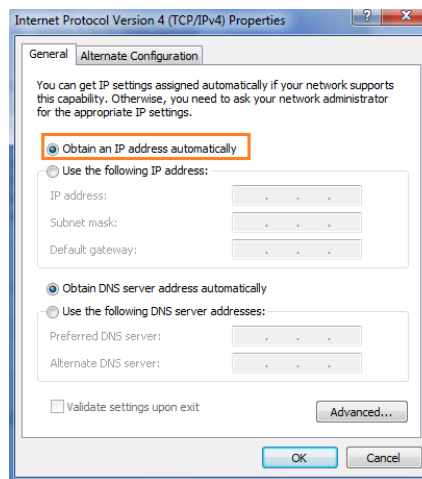 Internet Protocol Version 4 (TCP/IPv4) Properties
General
Alternate Configuration
You can get IP settings assigned automatically if your network supports
this capability. Otherwise, you need to ask your network administrator
for the appropriate IP settings.
Obtain an IP address automatically
Use the following IP address:
IP address:
Subnet mask:
Default gateway:
Obtain DNS server address automatically
Use the following DNS server addresses:
Preferred DNS server:
Alternate DNS server:
Validate settings upon exit
Advanced...
OK
Cancel